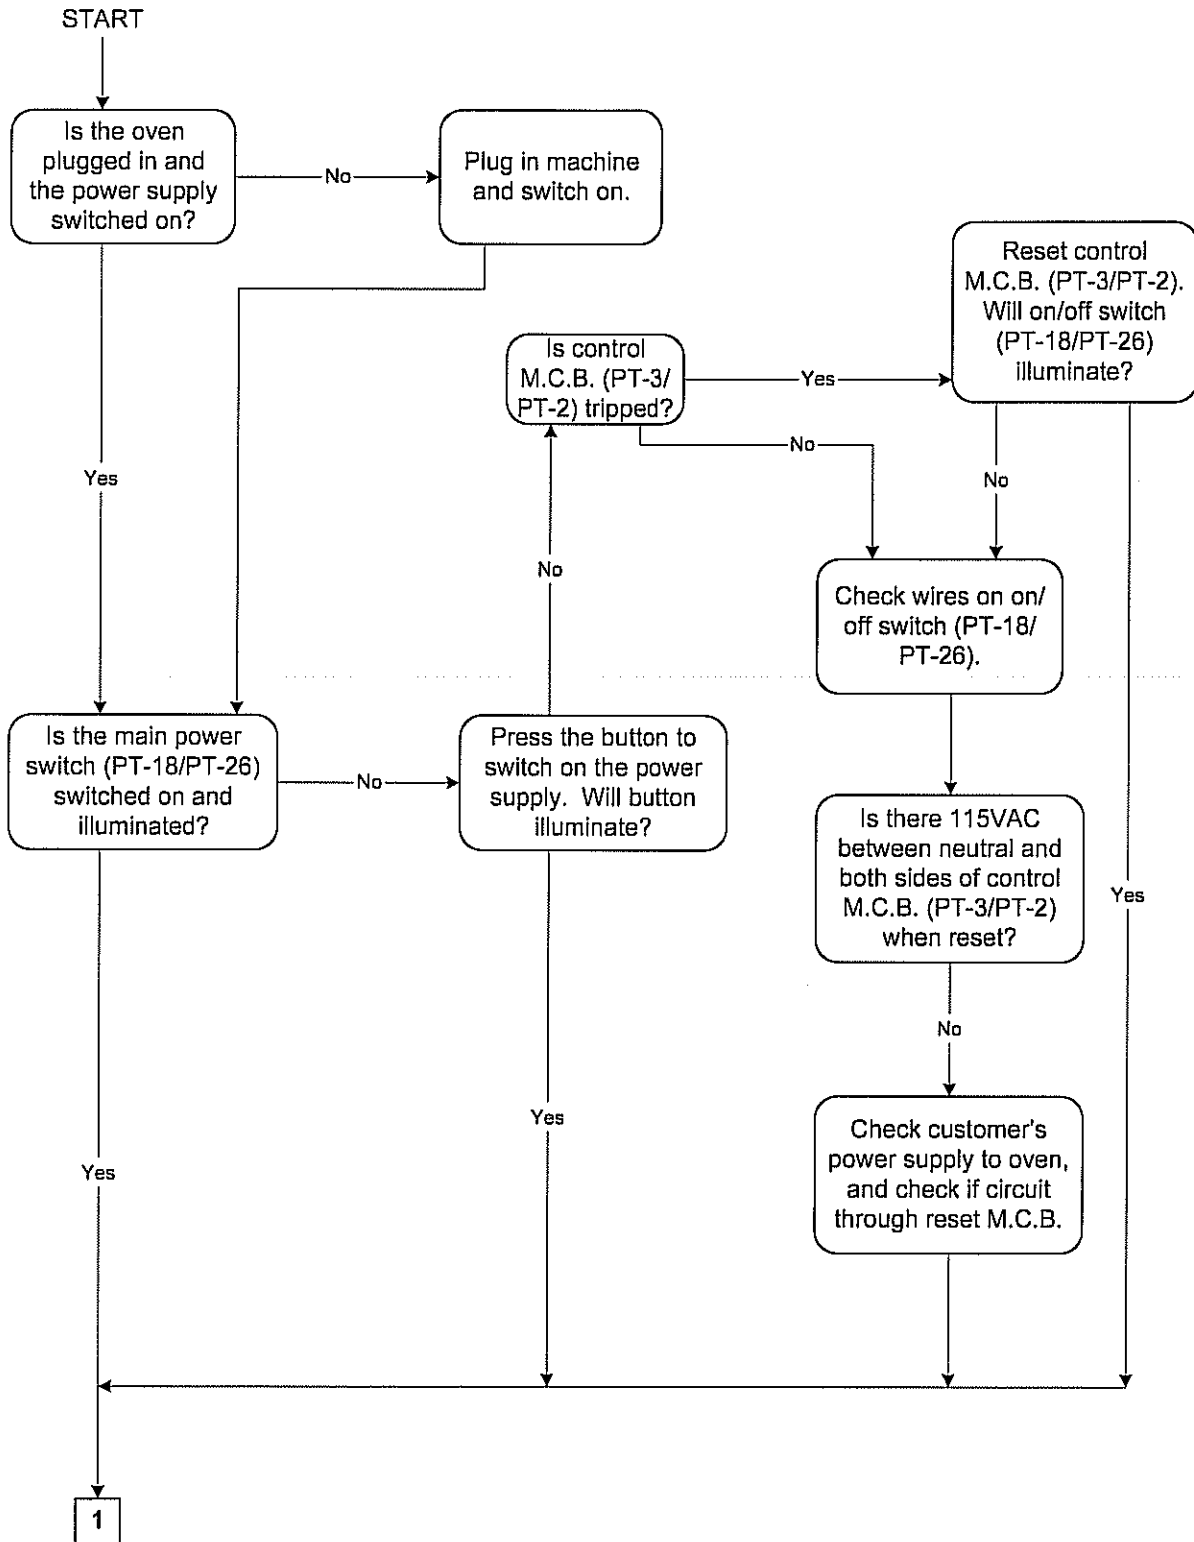 START
Is the oven
plugged in and
the power supply
switched on?
No
Plug in machine
and switch on.
Yes
Is control
M.C.B. (PT-3/
PT-2) tripped?
Yes
Reset control
M.C.B. (PT-3/PT-2).
Will on/off switch
(PT-18/PT-26)
illuminate?
No
No
No
Check wires on on/
off switch (PT-18/
PT-26).
Is the main power
switch (PT-18/PT-26)
switched on and
illuminated?
No
Press the button to
switch on the power
supply. Will button
illuminate?
Is there 115VAC
between neutral and
both sides of control
M.C.B. (PT-3/PT-2)
when reset?
Yes
No
Yes
Yes
Check customer's
power supply to oven,
and check if circuit
through reset M.C.B.
1